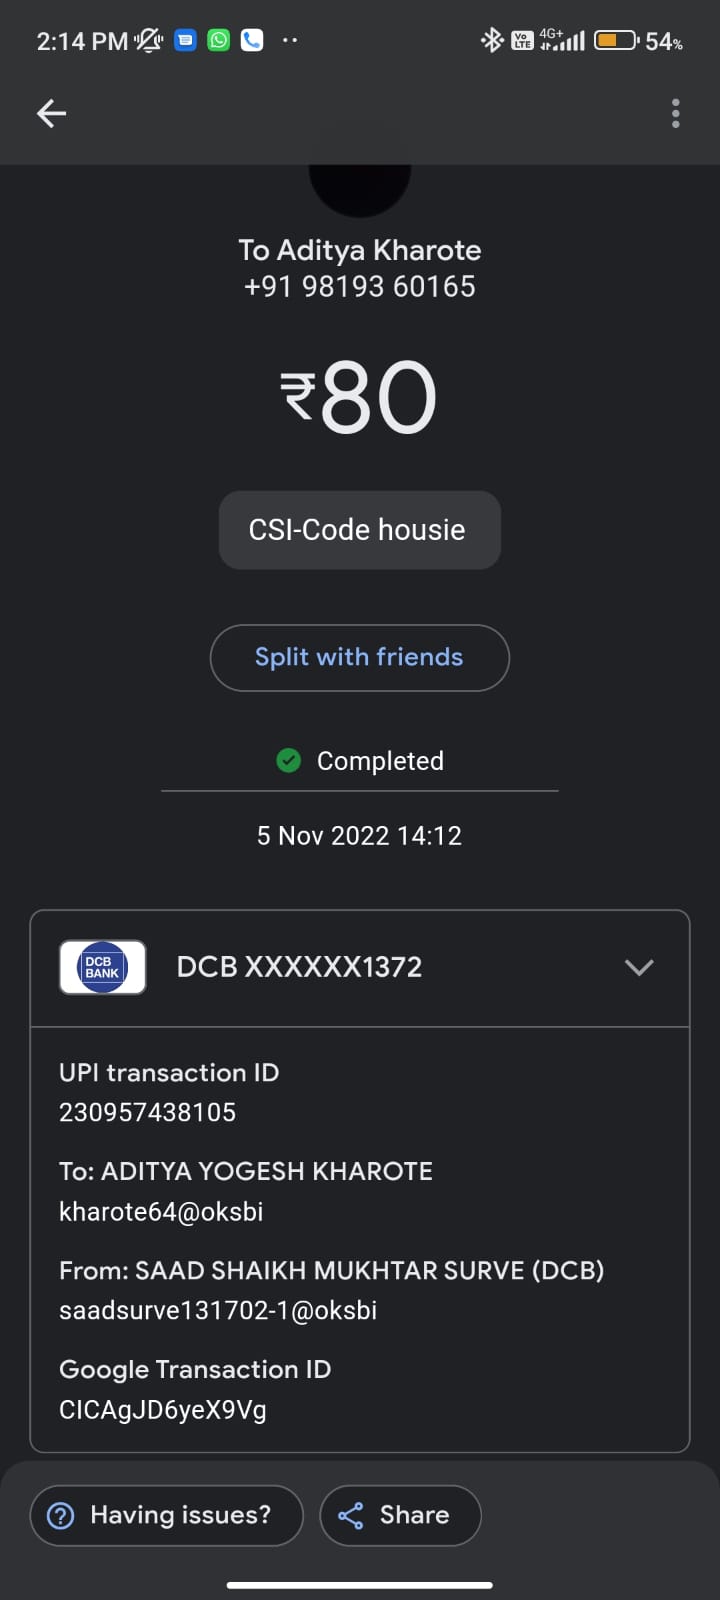 2:14 PM
Vo LTE 4G+ 54%
To Aditya Kharote
+91 98193 60165
₹80
CSI-Code housie
Split with friends
Completed
5 Nov 2022 14:12
DCB BANK
DCB XXXXXX1372
UPI transaction ID
230957438105
To: ADITYA YOGESH KHAROTE
kharote64@oksbi
From: SAAD SHAIKH MUKHTAR SURVE (DCB)
saadsurve131702-1@oksbi
Google Transaction ID
CICAgJD6yeX9Vg
Having issues?
Share